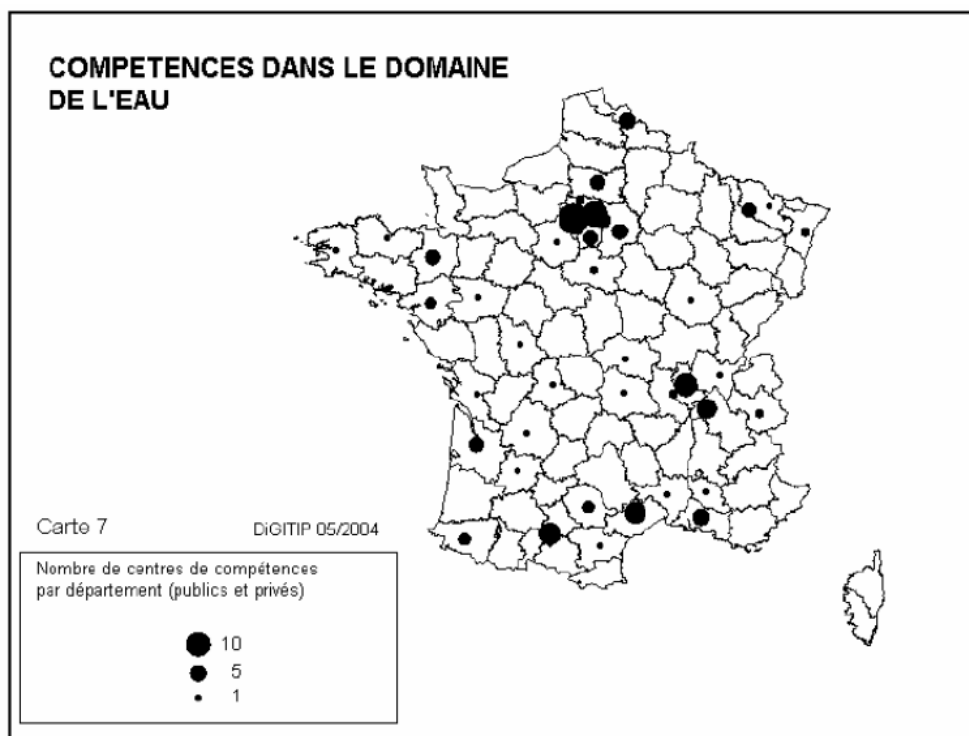 COMPETENCES DANS LE DOMAINE
DE L'EAU
Carte 7
DiGITIP 05/2004
Nombre de centres de compétences
par département (publics et privés)
10
5
1